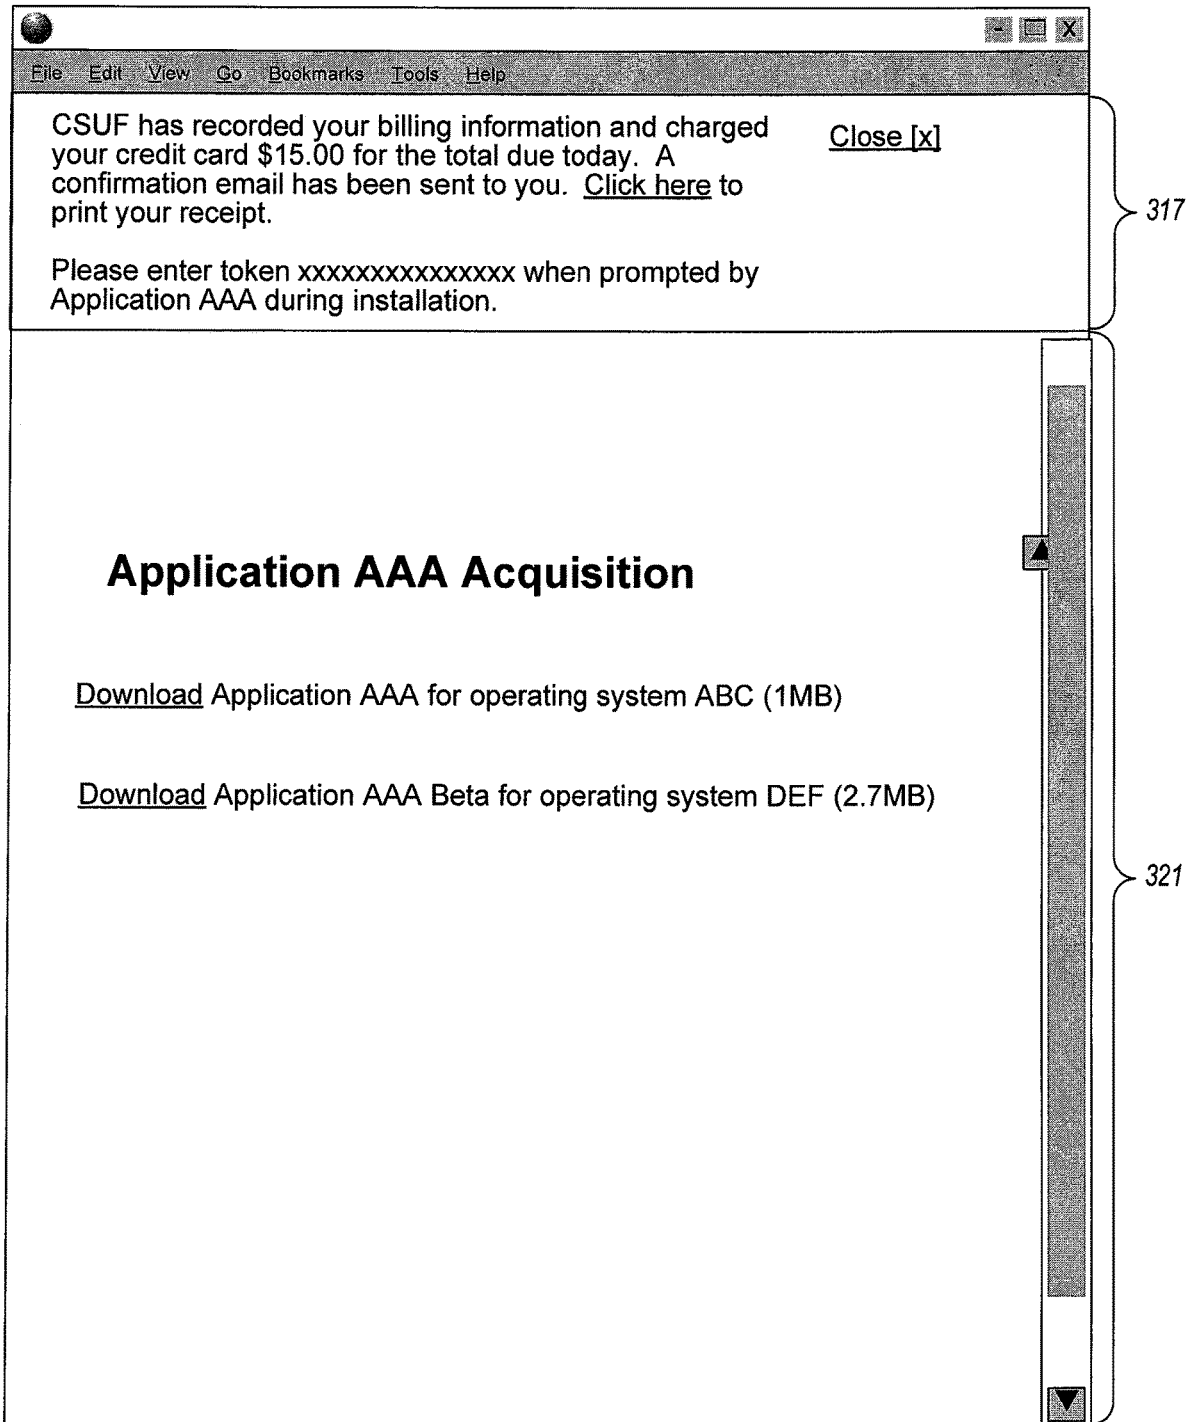 - X
File Edit View Go Bookmarks Tools Help
CSUF has recorded your billing information and charged
your credit card $15.00 for the total due today. A
confirmation email has been sent to you. Click here to
print your receipt.
Close [x]
317
Please enter token xxxxxxxxxxxxxxx when prompted by
Application AAA during installation.
Application AAA Acquisition
Download Application AAA for operating system ABC (1MB)
Download Application AAA Beta for operating system DEF (2.7MB)
321